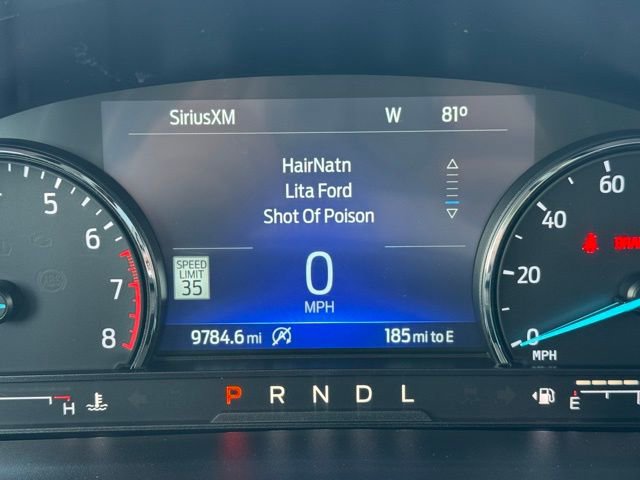 SiriusXM W 81°
HairNatn
Lita Ford
Shot Of Poison
SPEED
LIMIT
35
0
MPH
9784.6 mi 185 mi to E
5
6
7
8
60
40
20
0
MPH
H P R N D L E